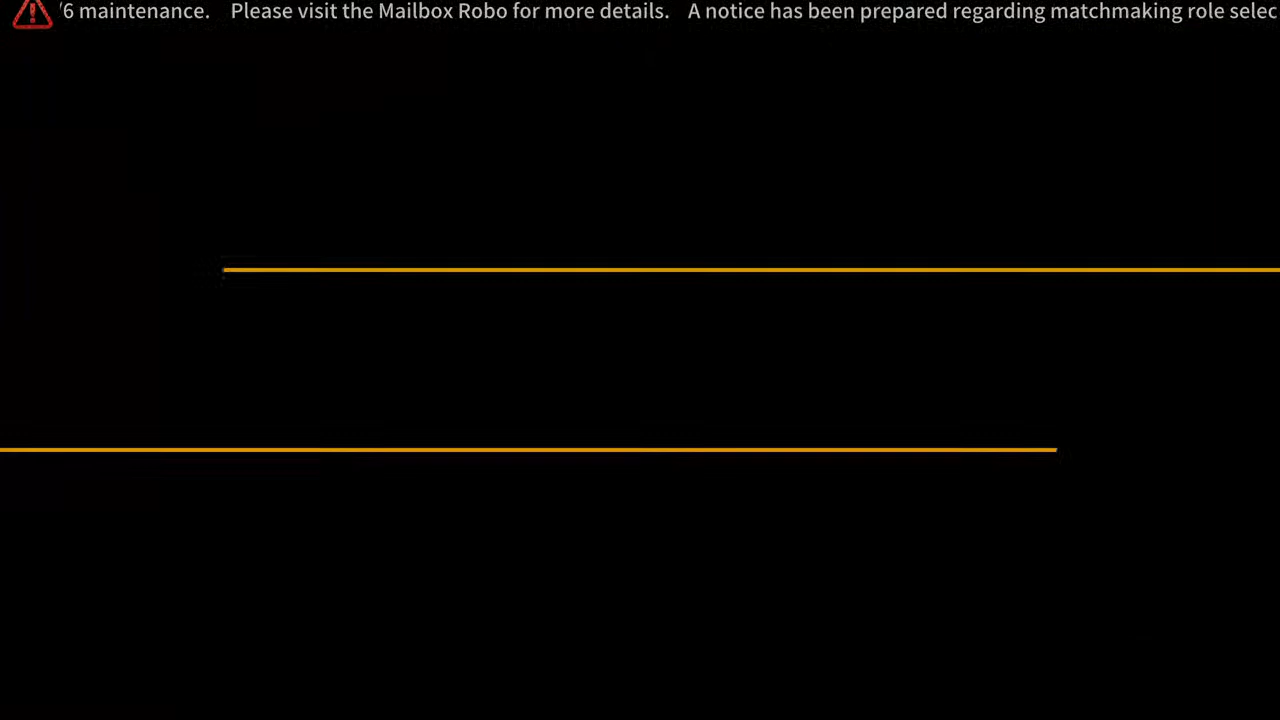 /6 maintenance. Please visit the Mailbox Robo for more details. A notice has been prepared regarding matchmaking role selec